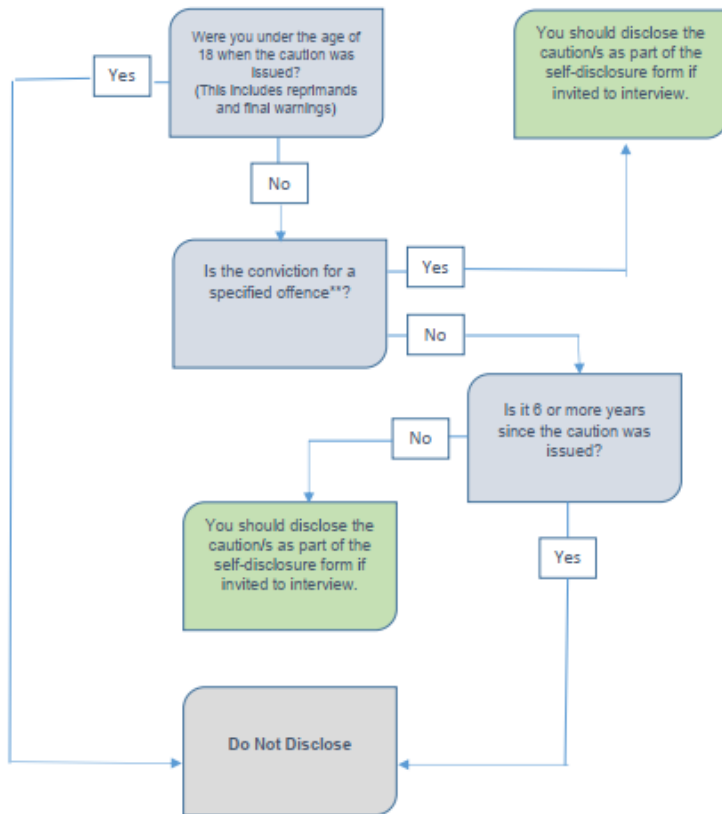 Were you under the age of
18 when the caution was
issued?
(This includes reprimands
and final warnings)
Yes
You should disclose the
caution/s as part of the
self-disclosure form if
invited to interview.
No
Is the conviction for a
specified offence**?
Yes
No
Is it 6 or more years
since the caution was
issued?
No
You should disclose the
caution/s as part of the
self-disclosure form if
invited to interview.
Yes
Do Not Disclose